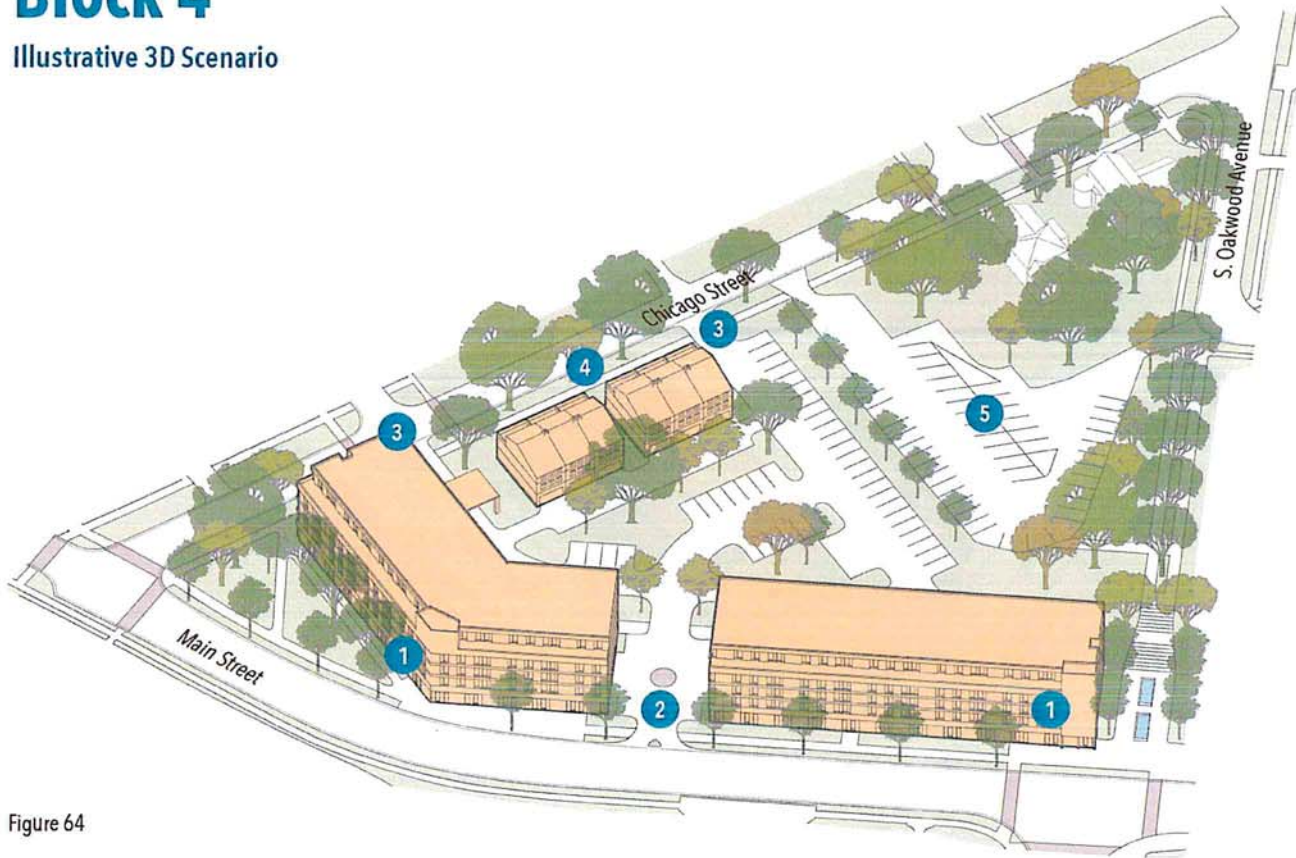 Block 4
Illustrative 3D Scenario
S. Oakwood Avenue
Chicago Street
3
4
3
5
Main Street
1
2
1
Figure 64